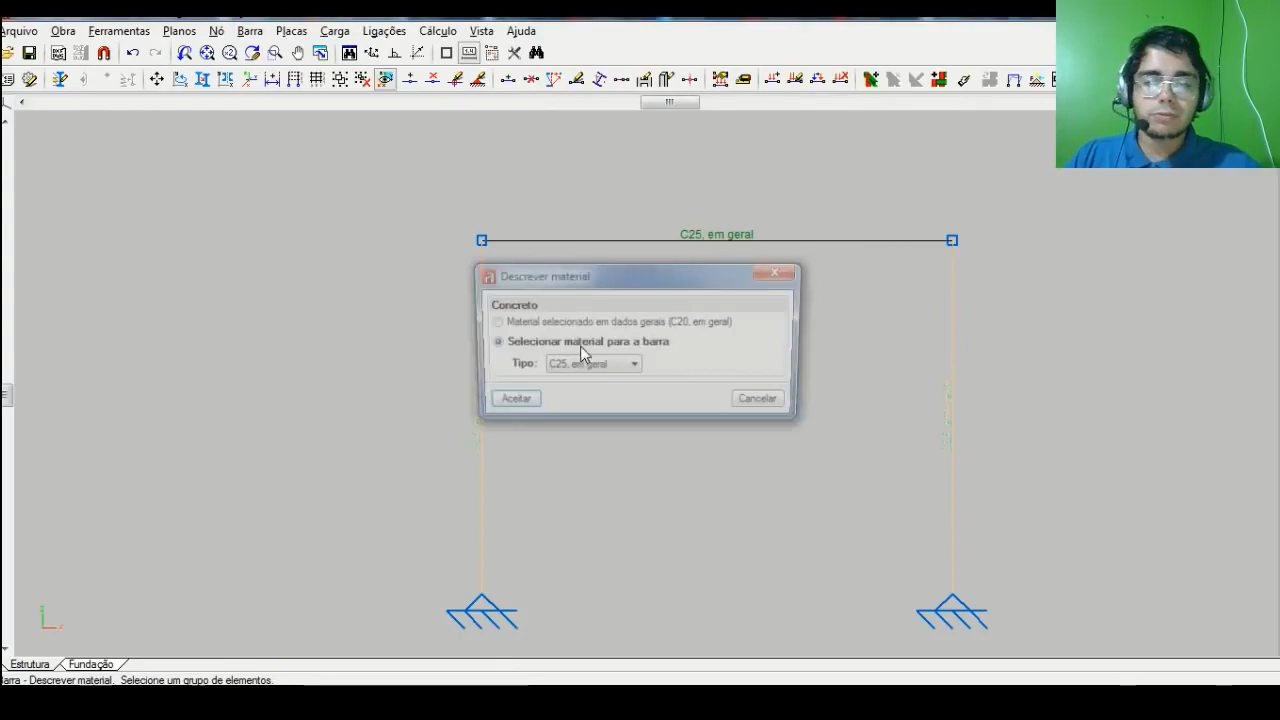 Arquivo Obra Ferramentas Planos Nó Barra Placas Carga Ligações Cálculo Vista Ajuda
C25, em geral
Descrever material
Concreto
Material selecionado em dados gerais (C20, em geral)
Selecionar material para a barra
Tipo: C25, em geral
Aceitar Cancelar
Estrutura Fundação
Barra - Descrever material. Selecione um grupo de elementos.